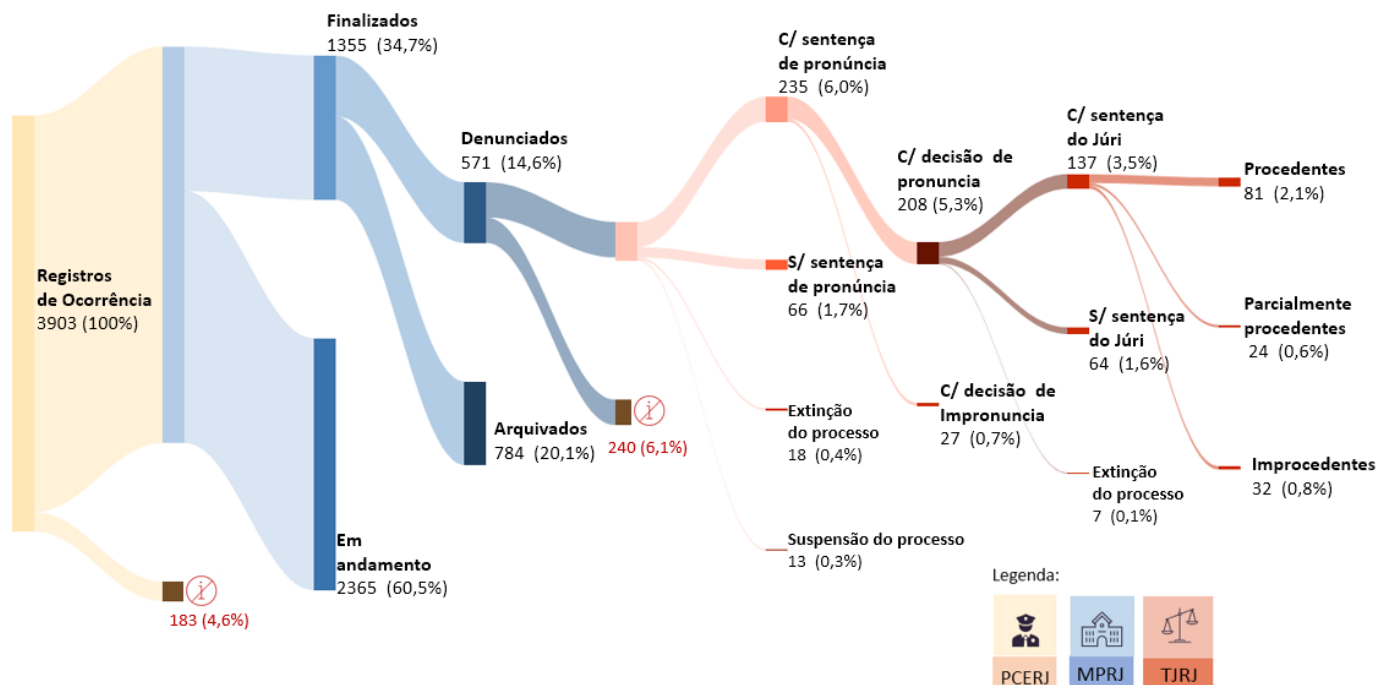 Finalizados
1355 (34,7%)
C/ sentença
de pronúncia
235 (6,0%)
Denunciados
571 (14,6%)
C/ decisão de
pronuncia
208 (5,3%)
C/ sentença
do Júri
137 (3,5%)
Procedentes
81 (2,1%)
Registros
de Ocorrência
3903 (100%)
S/ sentença
de pronúncia
66 (1,7%)
Parcialmente
procedentes
24 (0,6%)
S/ sentença
do Júri
64 (1,6%)
Arquivados
784 (20,1%)
240 (6,1%)
Extinção
do processo
18 (0,4%)
C/ decisão de
Impronuncia
27 (0,7%)
Improcedentes
32 (0,8%)
Extinção
do processo
7 (0,1%)
Em
andamento
2365 (60,5%)
Suspensão do processo
13 (0,3%)
183 (4,6%)
Legenda:
PCERJ
MPRJ
TJRJ